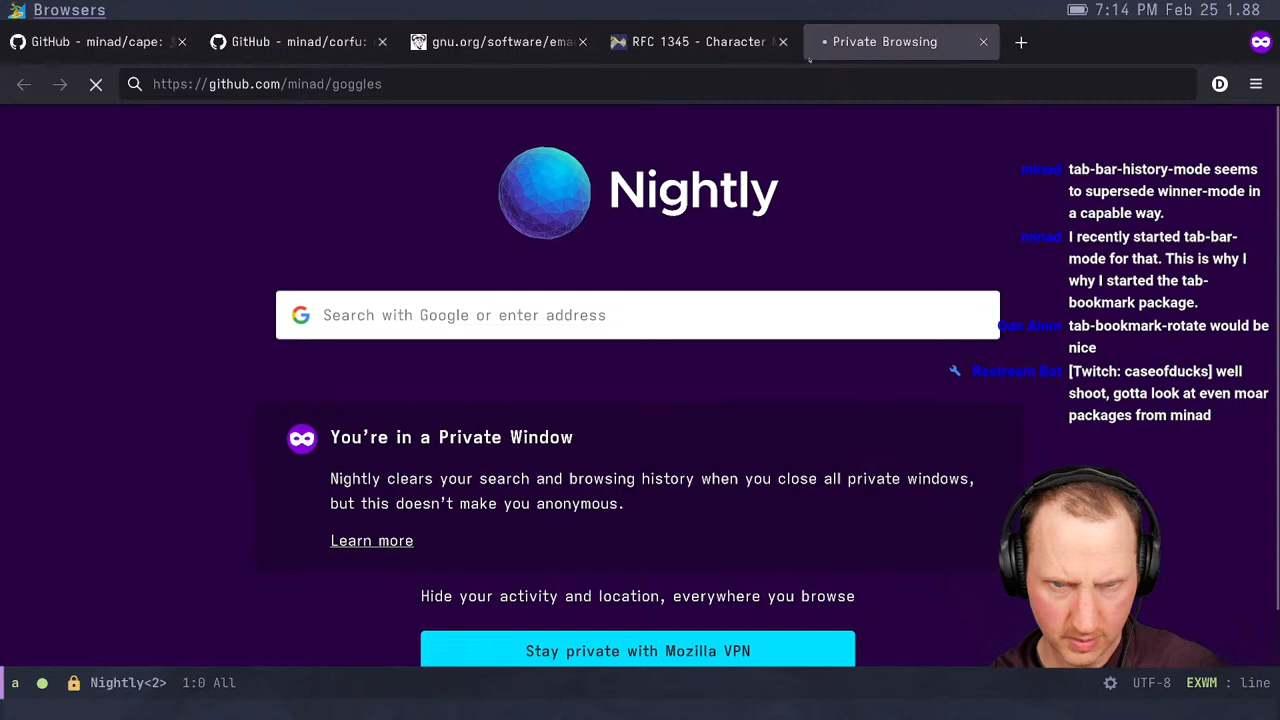 Browsers
7:14 PM Feb 25 1.88
GitHub - minad/cape:
GitHub - minad/corfu:
gnu.org/software/ema
RFC 1345 - Character
Private Browsing
https://github.com/minad/goggles
Nightly
Search with Google or enter address
You're in a Private Window
Nightly clears your search and browsing history when you close all private windows,
but this doesn't make you anonymous.
Learn more
Hide your activity and location, everywhere you browse
Stay private with Mozilla VPN
minad tab-bar-history-mode seems
to supersede winner-mode in
a capable way.
minad I recently started tab-bar-
mode for that. This is why I
why I started the tab-
bookmark package.
tab-bookmark-rotate would be
nice
Restream Bot [Twitch: caseofducks] well
shoot, gotta look at even moar
packages from minad
a Nightly<2> 1:0 All
UTF-8 EXWM : line